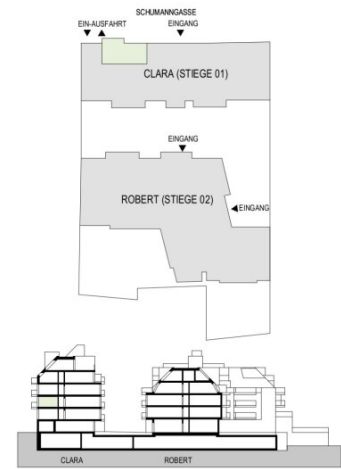 SCHUMANNGASSE
EIN-AUSFAHRT EINGANG
CLARA (STIEGE 01)
EINGANG
ROBERT (STIEGE 02)
EINGANG
CLARA ROBERT